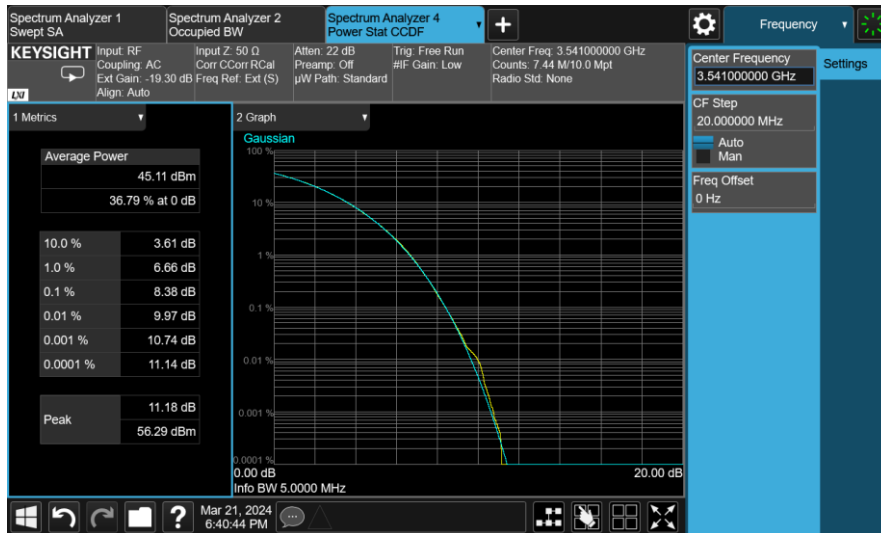 Spectrum Analyzer 1
Swept SA
Spectrum Analyzer 2
Occupied BW
Spectrum Analyzer 4
Power Stat CCDF
Frequency
KEYSIGHT
LXI
Input: RF
Coupling: AC
Ext Gain: -19.30 dB
Align: Auto
Input Z: 50 Ω
Corr CCorr RCal
Freq Ref: Ext (S)
Atten: 22 dB
Preamp: Off
µW Path: Standard
Trig: Free Run
#IF Gain: Low
Center Freq: 3.541000000 GHz
Counts: 7.44 M/10.0 Mpt
Radio Std: None
Center Frequency
3.541000000 GHz
Settings
CF Step
20.000000 MHz
Auto
Man
Freq Offset
0 Hz
1 Metrics
Average Power
45.11 dBm
36.79 % at 0 dB
10.0 % 3.61 dB
1.0 % 6.66 dB
0.1 % 8.38 dB
0.01 % 9.97 dB
0.001 % 10.74 dB
0.0001 % 11.14 dB
Peak
11.18 dB
56.29 dBm
2 Graph
Gaussian
100 %
10 %
1 %
0.1 %
0.01 %
0.001 %
0.0001 %
0.00 dB
20.00 dB
Info BW 5.0000 MHz
?
Mar 21, 2024
6:40:44 PM